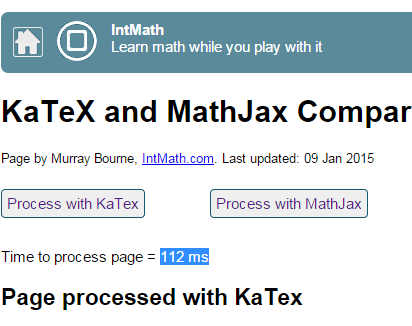 IntMath
Learn math while you play with it
KaTeX and MathJax Compar
Page by Murray Bourne, IntMath.com. Last updated: 09 Jan 2015
Process with KaTex
Process with MathJax
Time to process page = 112 ms
Page processed with KaTex